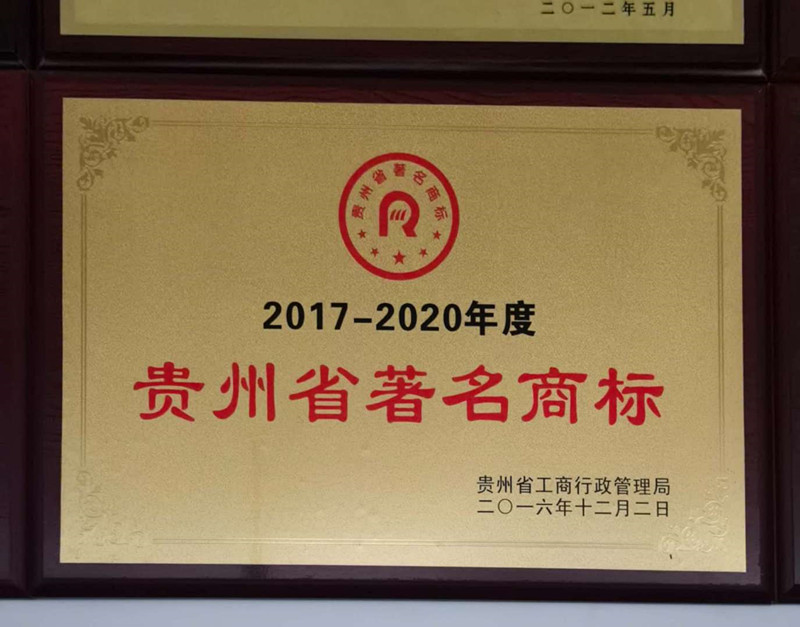 二〇一二年五月
贵州省著名商标
R
2017-2020年度
贵州省著名商标
贵州省工商行政管理局
二〇一六年十二月二日